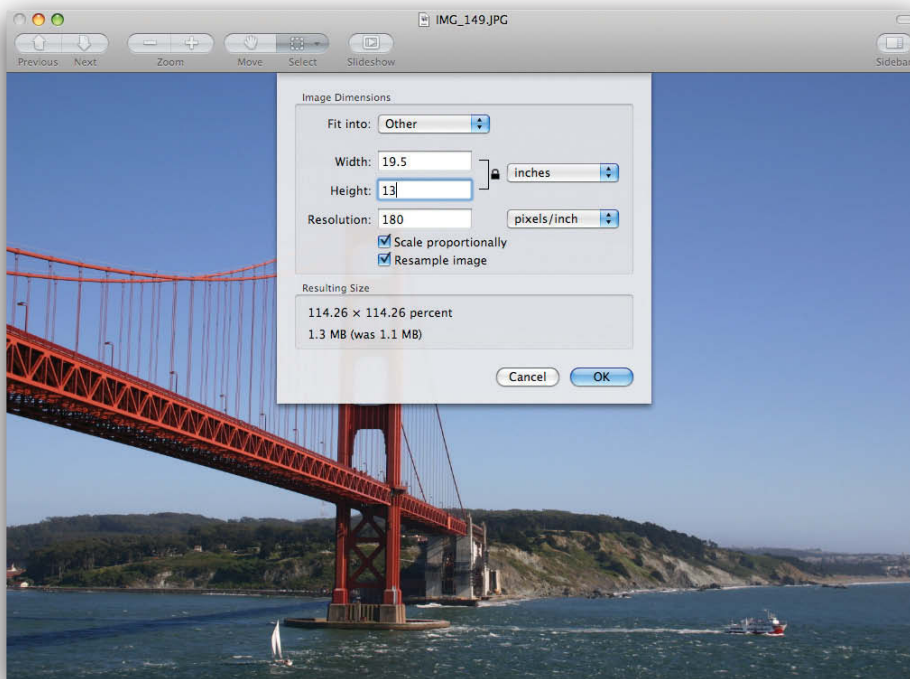 IMG_149.JPG
Previous Next Zoom Move Select Slideshow Sidebar
Image Dimensions
Fit into: Other
Width: 19.5
inches
Height: 13
Resolution: 180 pixels/inch
Scale proportionally
Resample image
Resulting Size
114.26 × 114.26 percent
1.3 MB (was 1.1 MB)
Cancel OK